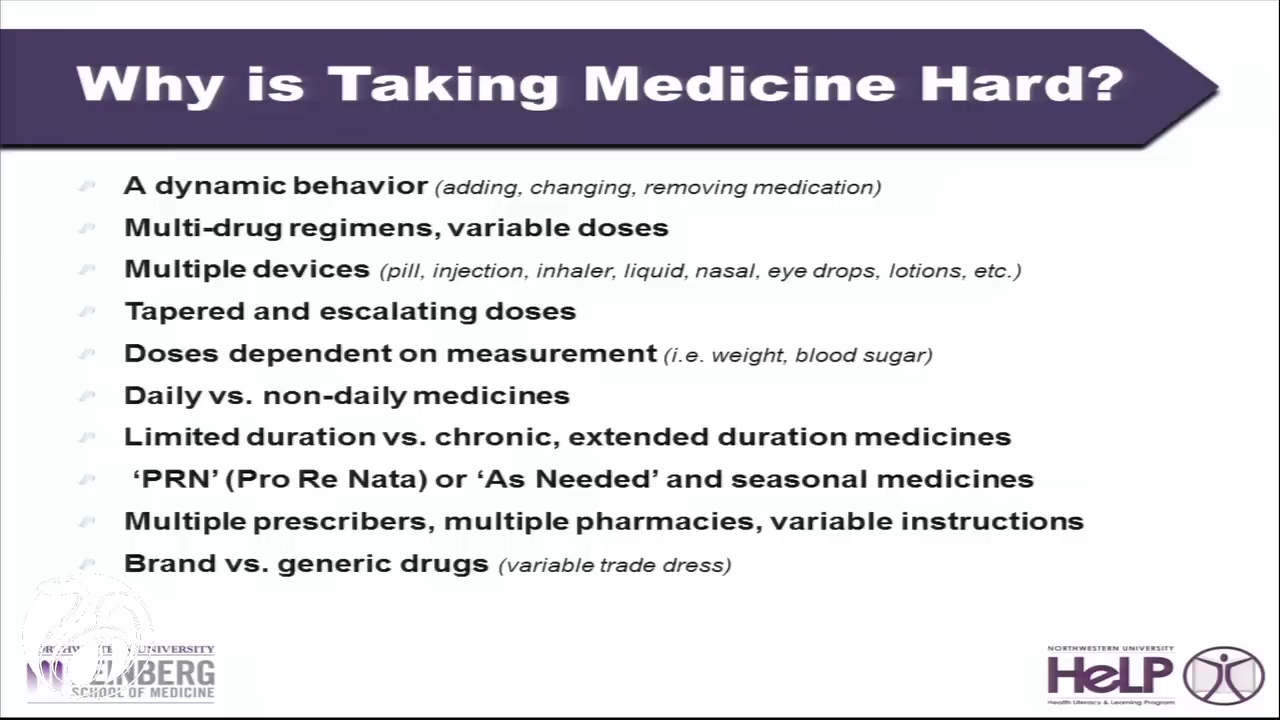 Why is Taking Medicine Hard?
A dynamic behavior (adding, changing, removing medication)
Multi-drug regimens, variable doses
Multiple devices (pill, injection, inhaler, liquid, nasal, eye drops, lotions, etc.)
Tapered and escalating doses
Doses dependent on measurement (i.e. weight, blood sugar)
Daily vs. non-daily medicines
Limited duration vs. chronic, extended duration medicines
‘PRN’ (Pro Re Nata) or ‘As Needed’ and seasonal medicines
Multiple prescribers, multiple pharmacies, variable instructions
Brand vs. generic drugs (variable trade dress)
UNIVERSITY
SCHOOL OF MEDICINE
NORTHWESTERN UNIVERSITY
HeLP
Health Literacy & Learning Program